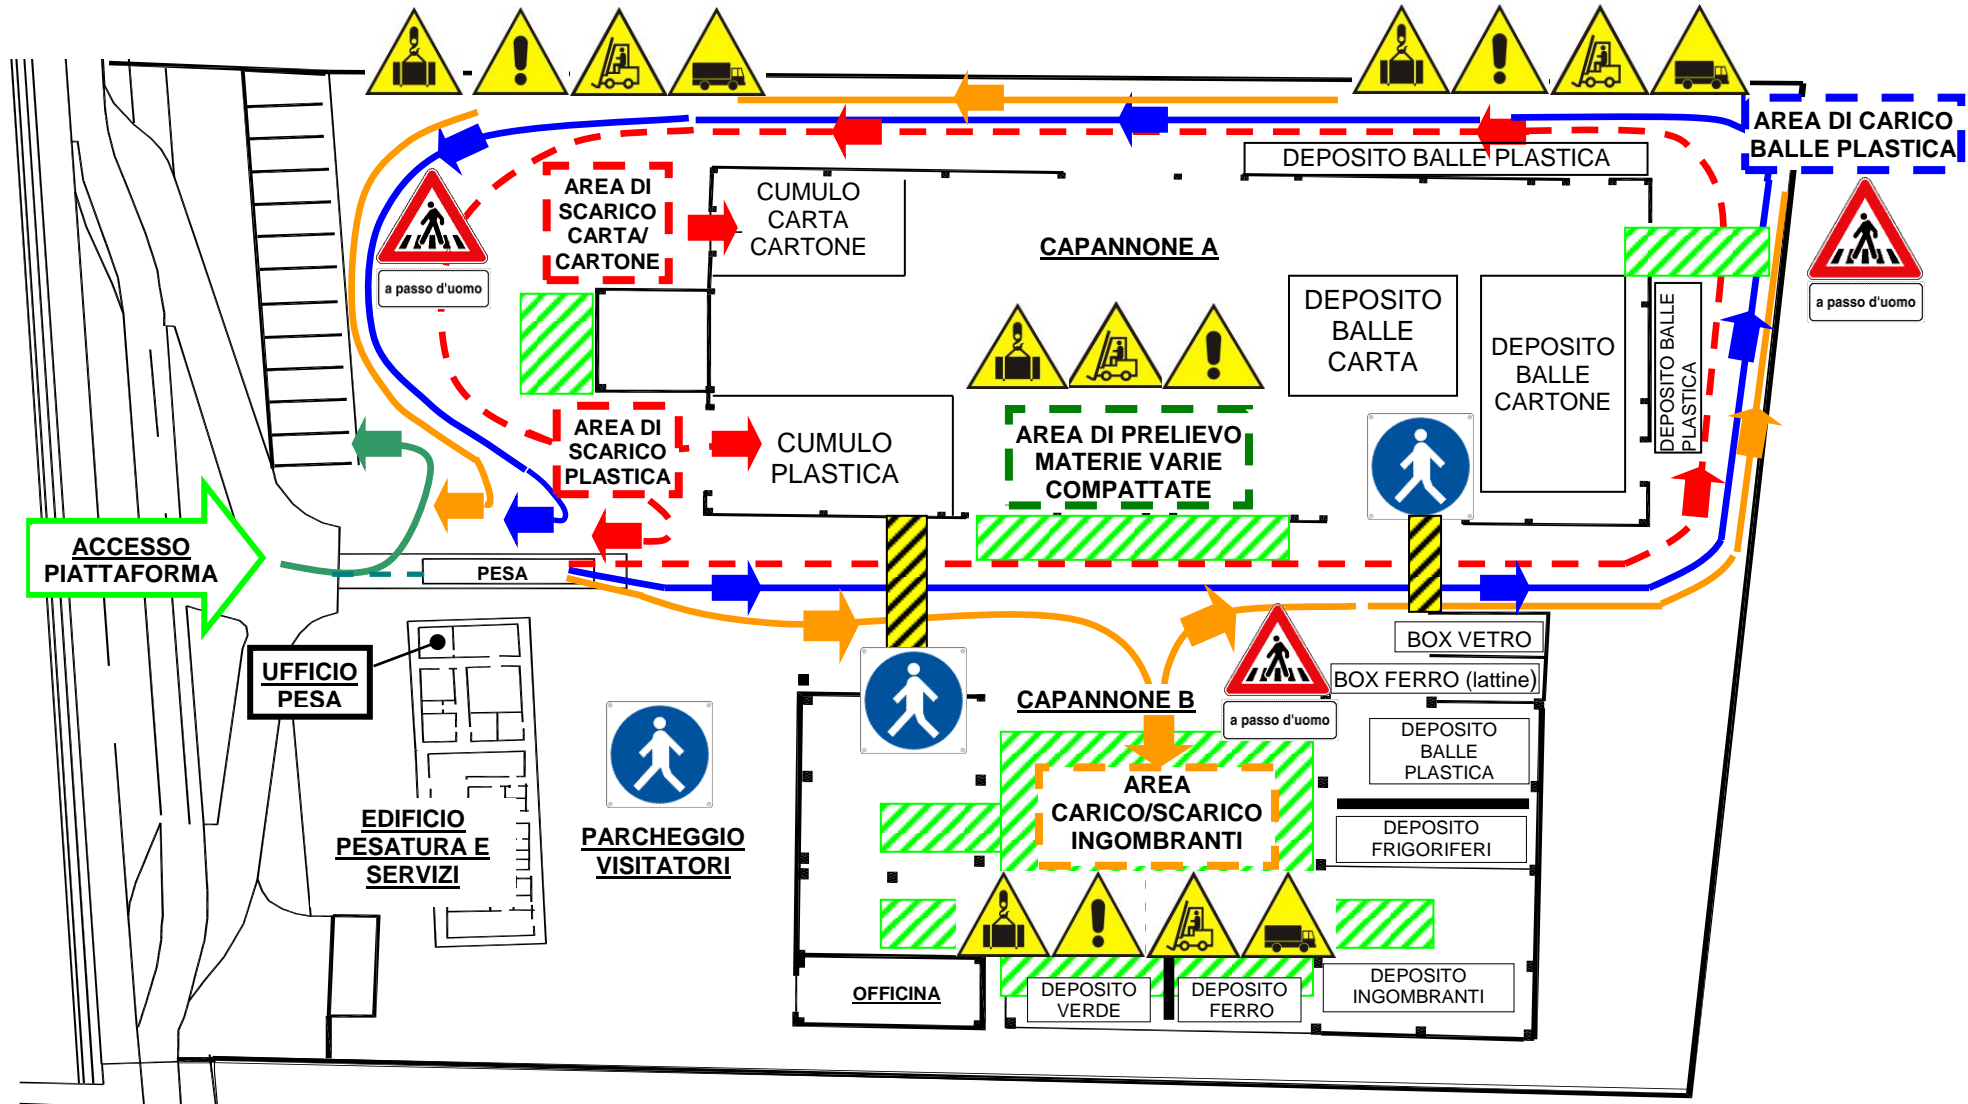 AREA DI CARICO
BALLE PLASTICA
DEPOSITO BALLE PLASTICA
AREA DI
SCARICO
CARTA/
CARTONE
CUMULO
CARTA
CARTONE
CAPANNONE A
a passo d'uomo
a passo d'uomo
DEPOSITO
BALLE
CARTA
DEPOSITO
BALLE
CARTONE
DEPOSITO BALLE
PLASTICA
AREA DI
SCARICO
PLASTICA
CUMULO
PLASTICA
AREA DI PRELIEVO
MATERIE VARIE
COMPATTATE
ACCESSO
PIATTAFORMA
PESA
UFFICIO
PESA
BOX VETRO
BOX FERRO (lattine)
CAPANNONE B
a passo d'uomo
DEPOSITO
BALLE
PLASTICA
AREA
CARICO/SCARICO
INGOMBRANTI
EDIFICIO
PESATURA E
SERVIZI
PARCHEGGIO
VISITATORI
DEPOSITO
FRIGORIFERI
OFFICINA
DEPOSITO
VERDE
DEPOSITO
FERRO
DEPOSITO
INGOMBRANTI